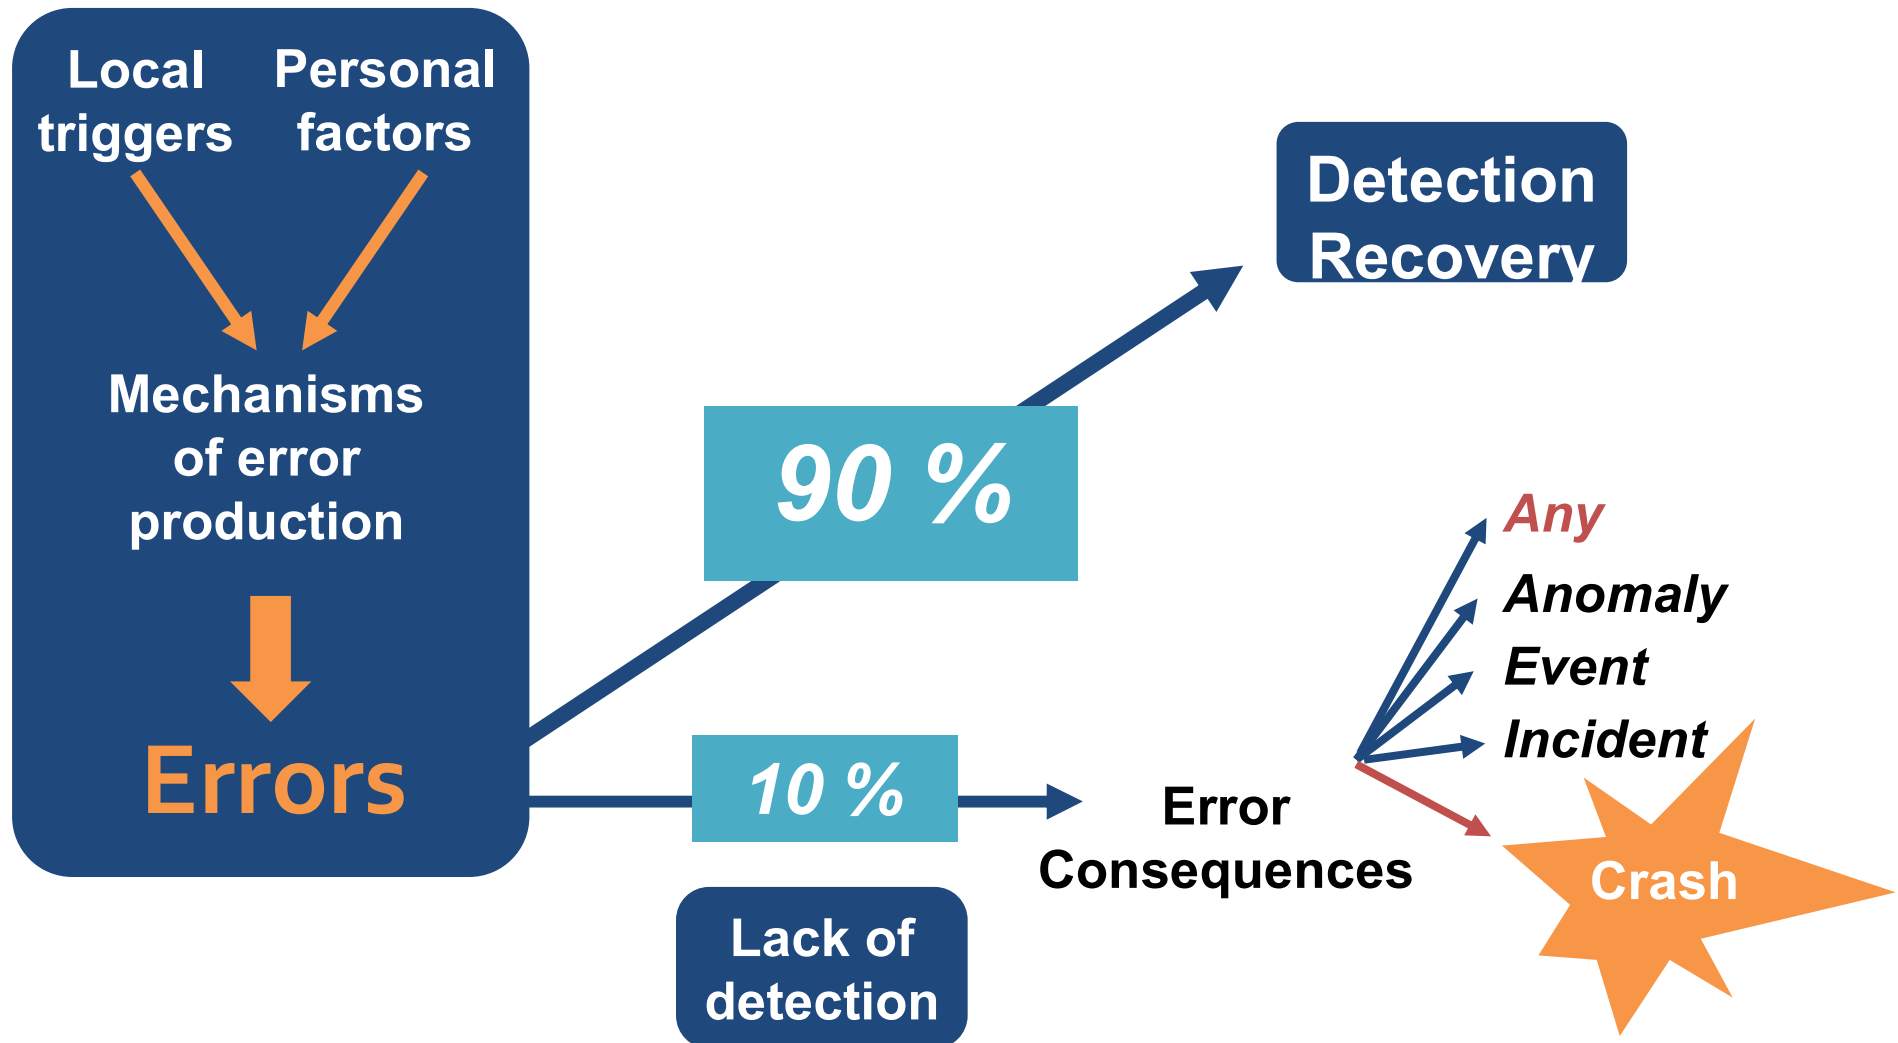 Local
triggers
Personal
factors
Mechanisms
of error
production
Errors
Detection
Recovery
90 %
10 %
Lack of
detection
Error
Consequences
Any
Anomaly
Event
Incident
Crash